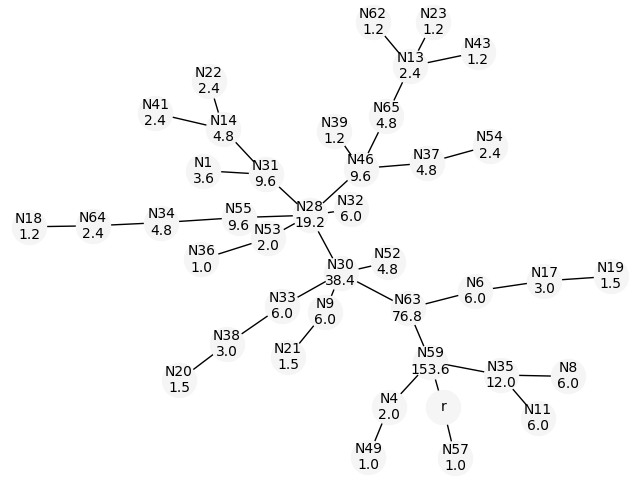 N62
1.2
N23
1.2
N43
1.2
N13
2.4
N22
2.4
N41
2.4
N14
4.8
N65
4.8
N39
1.2
N54
2.4
N46
9.6
N37
4.8
N1
3.6
N31
9.6
N32
6.0
N28
19.2
N55
9.6
N34
4.8
N64
2.4
N18
1.2
N53
2.0
N36
1.0
N52
4.8
N30
38.4
N19
1.5
N17
3.0
N6
6.0
N33
6.0
N9
6.0
N63
76.8
N38
3.0
N21
1.5
N20
1.5
N59
153.6
N35
12.0
N8
6.0
N4
2.0
r
N11
6.0
N49
1.0
N57
1.0